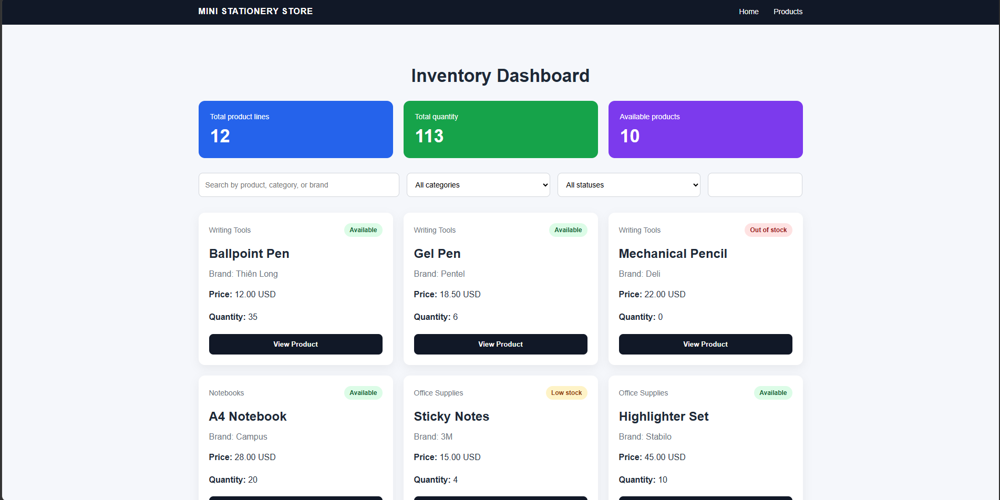 MINI STATIONERY STORE
Home Products
Inventory Dashboard
Total product lines
12
Total quantity
113
Available products
10
Search by product, category, or brand
All categories
All statuses
Writing Tools Available
Ballpoint Pen
Brand: Thiên Long
Price: 12.00 USD
Quantity: 35
View Product
Writing Tools Available
Gel Pen
Brand: Pentel
Price: 18.50 USD
Quantity: 6
View Product
Writing Tools Out of stock
Mechanical Pencil
Brand: Deli
Price: 22.00 USD
Quantity: 0
View Product
Notebooks Available
A4 Notebook
Brand: Campus
Price: 28.00 USD
Quantity: 20
Office Supplies Low stock
Sticky Notes
Brand: 3M
Price: 15.00 USD
Quantity: 4
Office Supplies Available
Highlighter Set
Brand: Stabilo
Price: 45.00 USD
Quantity: 10